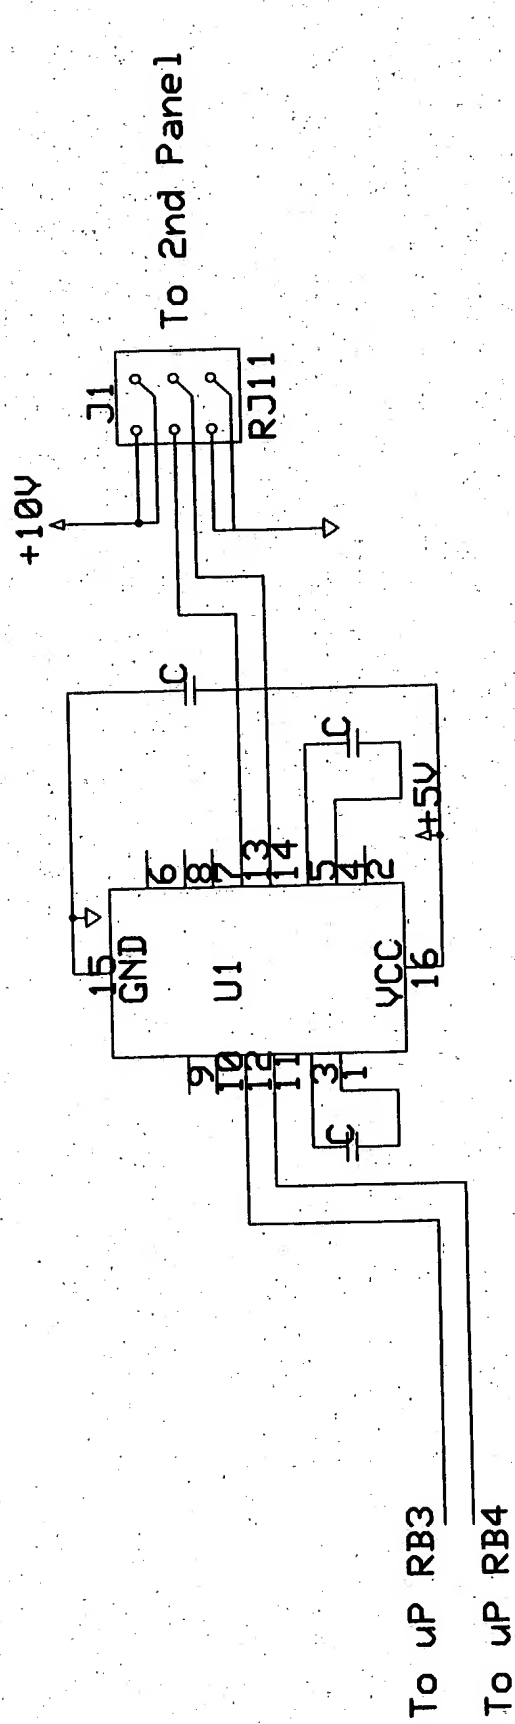 To 2nd Panel
J1
RJ11
+10V
C
C
+5V
6
8
7
13
14
5
4
2
15
GND
U1
VCC
16
9
10
12
11
3
1
C
To uP RB3
To uP RB4